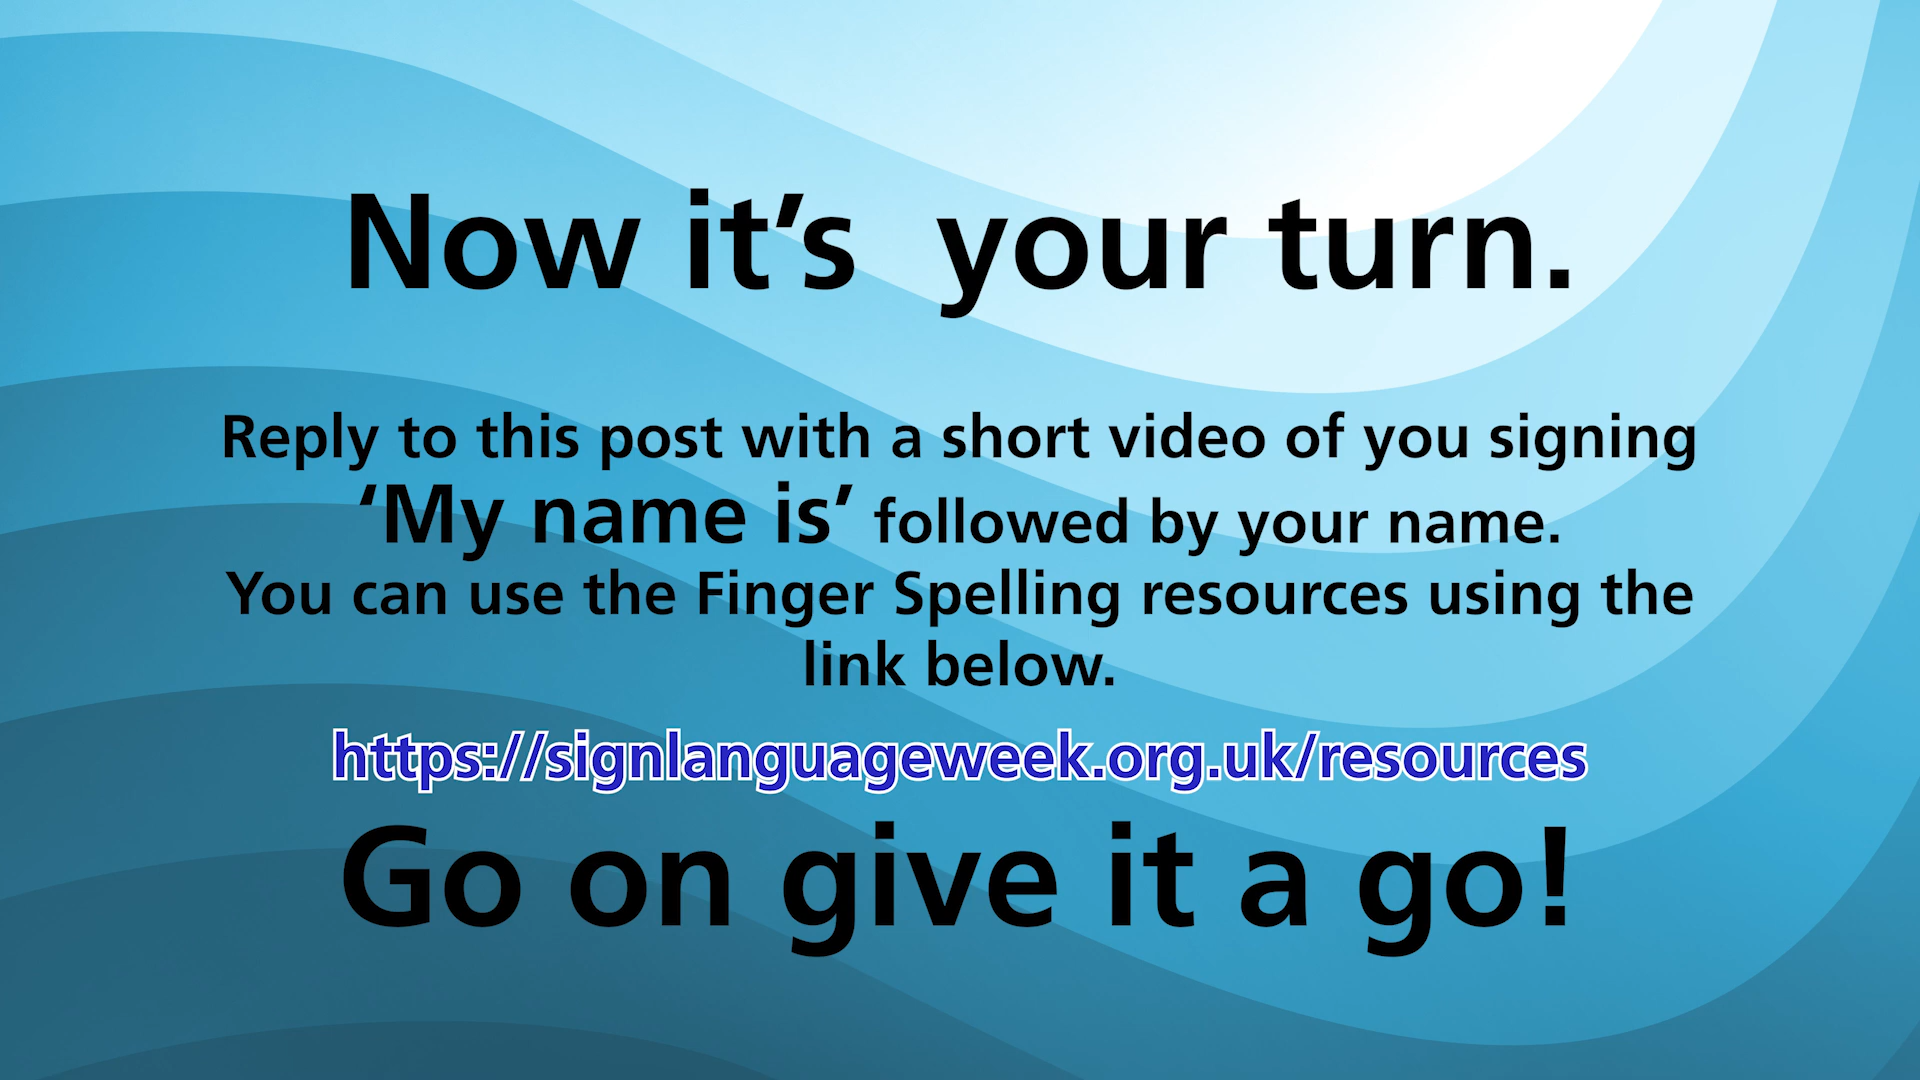 Now it’s  your turn.
Reply to this post with a short video of you signing
‘My name is’ followed by your name.
You can use the Finger Spelling resources using the
link below.
https://signlanguageweek.org.uk/resources
Go on give it a go!